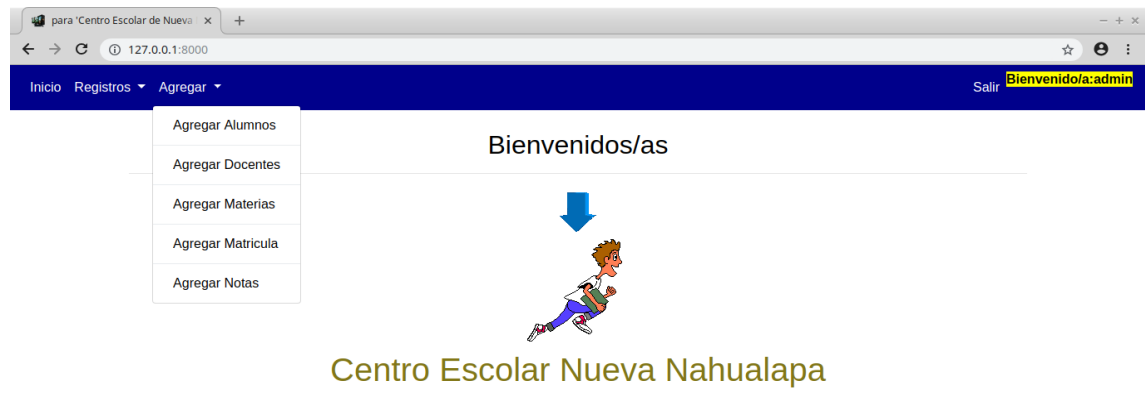 para 'Centro Escolar de Nueva
127.0.0.1:8000
Inicio Registros Agregar Salir Bienvenido/a:admin
Agregar Alumnos
Agregar Docentes
Agregar Materias
Agregar Matricula
Agregar Notas
Bienvenidos/as
Centro Escolar Nueva Nahualapa